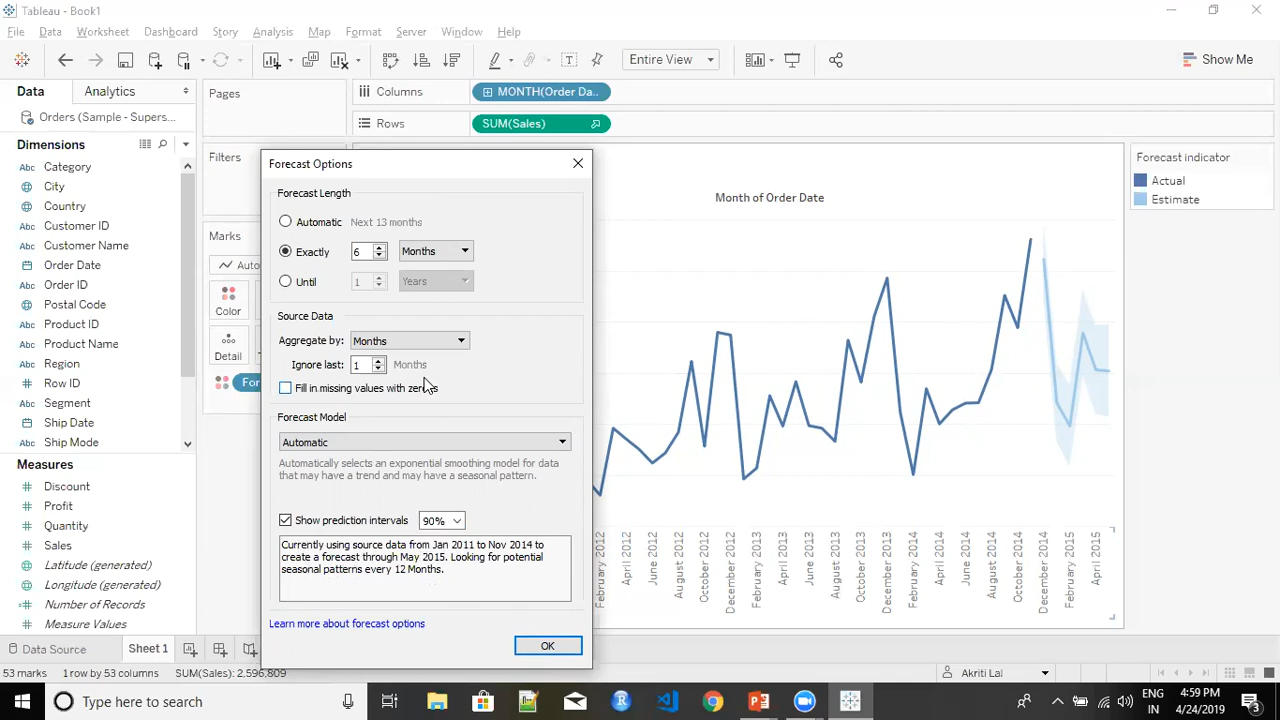 Tableau - Book1
File Data Worksheet Dashboard Story Analysis Map Format Server Window Help
Entire View
Show Me
Data Analytics
Orders (Sample - Supers...
Dimensions
Category
City
Country
Customer ID
Customer Name
Order Date
Order ID
Postal Code
Product ID
Product Name
Region
Row ID
Segment
Ship Date
Ship Mode
Measures
Discount
Profit
Quantity
Sales
Latitude (generated)
Longitude (generated)
Number of Records
Measure Values
Pages
Filters
Marks
Auto
Color
Detail
For
Columns
MONTH(Order Da..
Rows
SUM(Sales)
Forecast Options
Forecast Length
Automatic Next 13 months
Exactly 6 Months
Until 1 Years
Source Data
Aggregate by: Months
Ignore last: 1 Months
Fill in missing values with zeroes
Forecast Model
Automatic
Automatically selects an exponential smoothing model for data
that may have a trend and may have a seasonal pattern.
Show prediction intervals 90%
Currently using source data from Jan 2011 to Nov 2014 to
create a forecast through May 2015. Looking for potential
seasonal patterns every 12 Months.
Learn more about forecast options
OK
Month of Order Date
February 2012
April 2012
June 2012
August 2012
October 2012
December 2012
February 2013
April 2013
June 2013
August 2013
October 2013
December 2013
February 2014
April 2014
June 2014
August 2014
October 2014
December 2014
February 2015
April 2015
Forecast indicator
Actual
Estimate
Data Source
Sheet 1
53 marks 1 row by 53 columns SUM(Sales): 2,596,809
Akriti Lal
Type here to search
ENG
IN
4:59 PM
4/24/2019
3